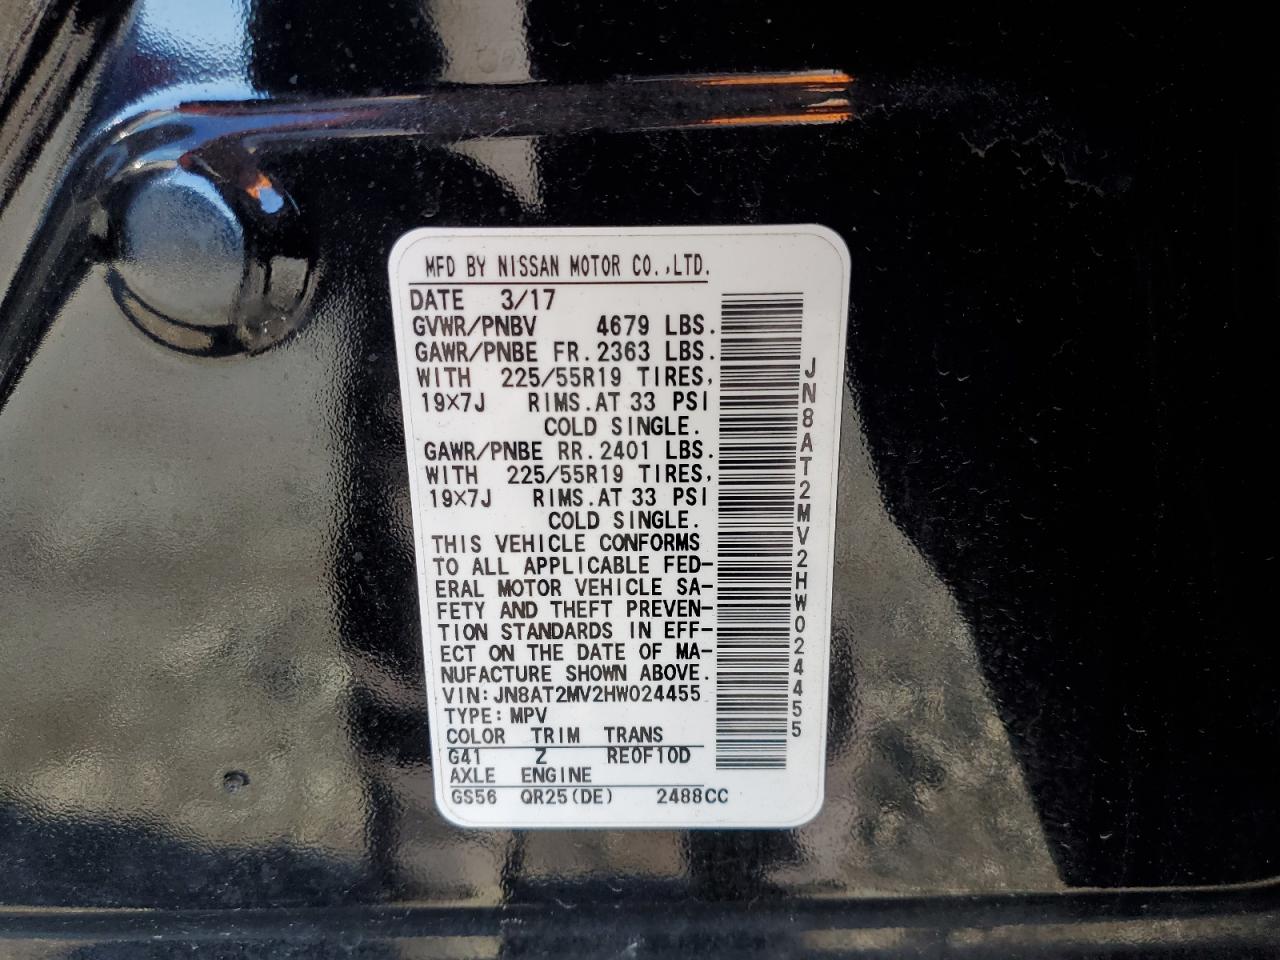 MFD BY NISSAN MOTOR CO.,LTD.
DATE 3/17
GVWR/PNBV 4679 LBS.
GAWR/PNBE FR.2363 LBS.
WITH 225/55R19 TIRES,
19×7J RIMS.AT 33 PSI
COLD SINGLE.
GAWR/PNBE RR.2401 LBS.
WITH 225/55R19 TIRES,
19×7J RIMS.AT 33 PSI
COLD SINGLE.
THIS VEHICLE CONFORMS
TO ALL APPLICABLE FED-
ERAL MOTOR VEHICLE SA-
FETY AND THEFT PREVEN-
TION STANDARDS IN EFF-
ECT ON THE DATE OF MA-
NUFACTURE SHOWN ABOVE.
VIN:JN8AT2MV2HW024455
TYPE:MPV
COLOR TRIM TRANS
G41 Z RE0F10D
AXLE ENGINE
GS56 QR25(DE) 2488CC
JN8AT2MV2HW024455